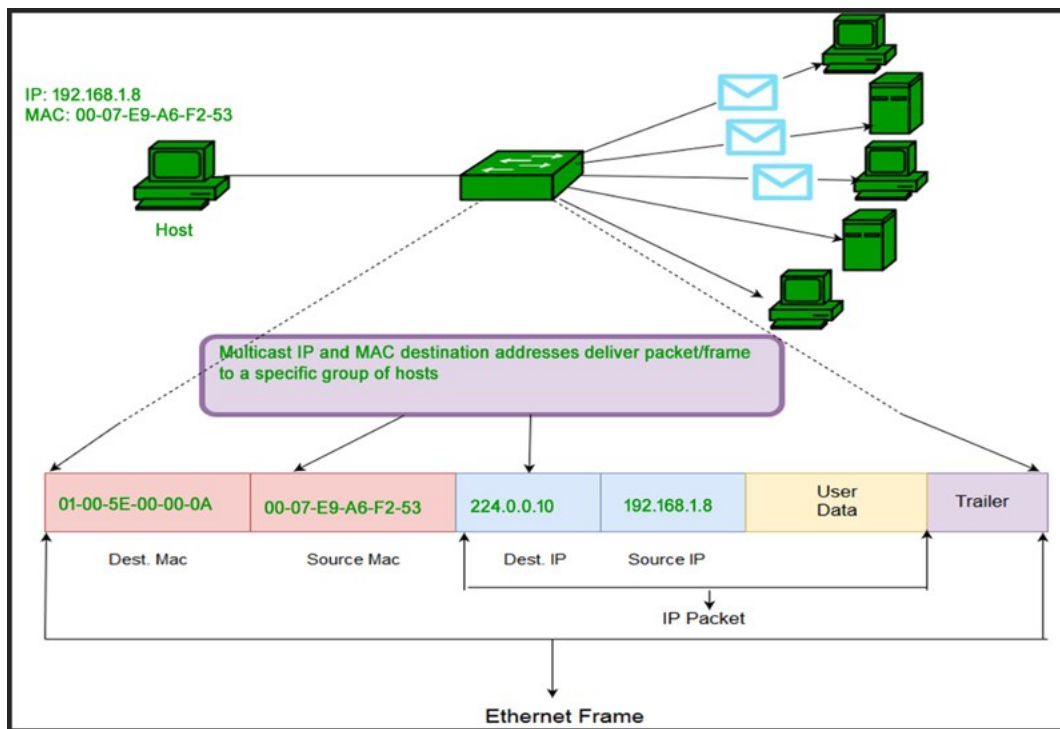 IP: 192.168.1.8
MAC: 00-07-E9-A6-F2-53
Host
Multicast IP and MAC destination addresses deliver packet/frame
to a specific group of hosts
01-00-5E-00-00-0A
00-07-E9-A6-F2-53
224.0.0.10
192.168.1.8
User
Data
Trailer
Dest. Mac
Source Mac
Dest. IP
Source IP
IP Packet
Ethernet Frame